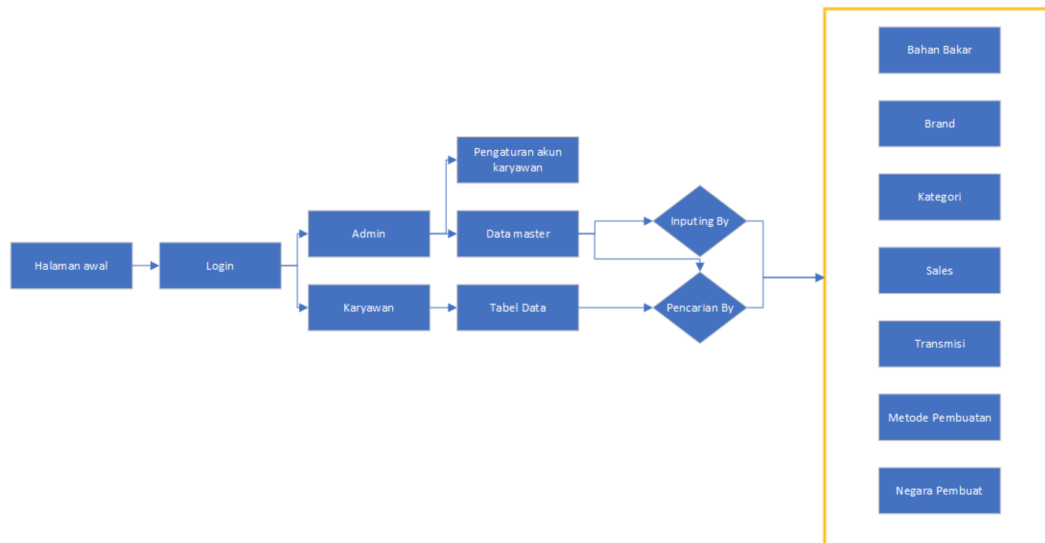 Halaman awal
Login
Admin
Karyawan
Pengaturan akun
karyawan
Data master
Tabel Data
Inputing By
Pencarian By
Bahan Bakar
Brand
Kategori
Sales
Transmisi
Metode Pembuatan
Negara Pembuat